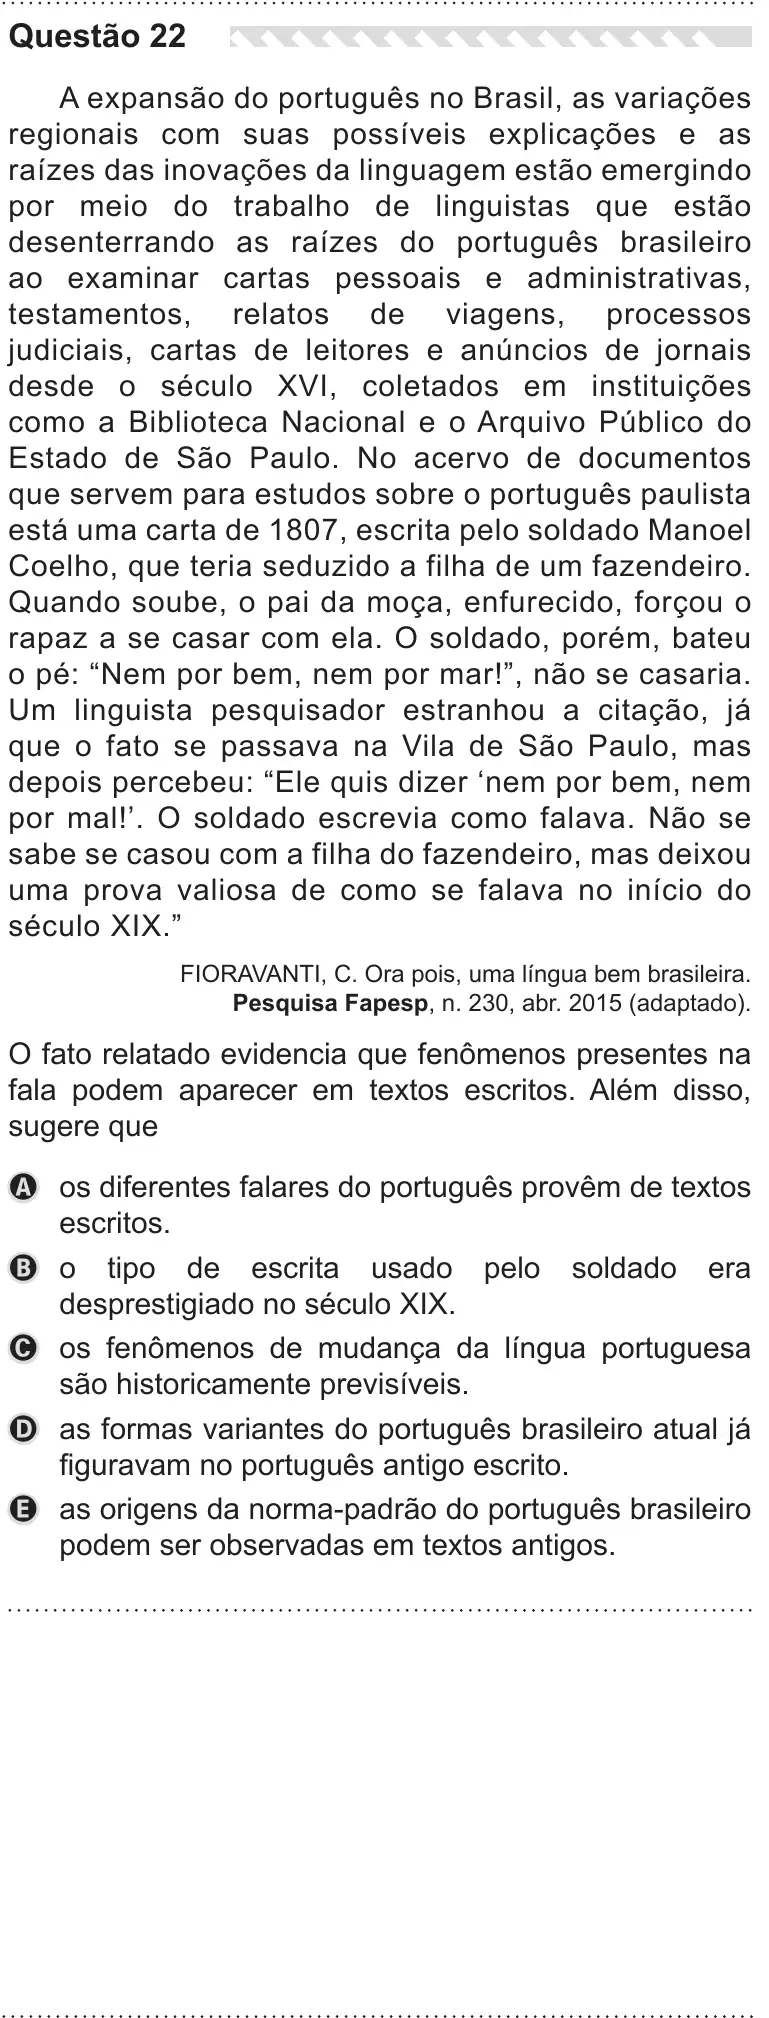 Questão 22
A expansão do português no Brasil, as variações
regionais com suas possíveis explicações e as
raízes das inovações da linguagem estão emergindo
por meio do trabalho de linguistas que estão
desenterrando as raízes do português brasileiro
ao examinar cartas pessoais e administrativas,
testamentos, relatos de viagens, processos
judiciais, cartas de leitores e anúncios de jornais
desde o século XVI, coletados em instituições
como a Biblioteca Nacional e o Arquivo Público do
Estado de São Paulo. No acervo de documentos
que servem para estudos sobre o português paulista
está uma carta de 1807, escrita pelo soldado Manoel
Coelho, que teria seduzido a filha de um fazendeiro.
Quando soube, o pai da moça, enfurecido, forçou o
rapaz a se casar com ela. O soldado, porém, bateu
o pé: “Nem por bem, nem por mar!”, não se casaria.
Um linguista pesquisador estranhou a citação, já
que o fato se passava na Vila de São Paulo, mas
depois percebeu: “Ele quis dizer ‘nem por bem, nem
por mal!’. O soldado escrevia como falava. Não se
sabe se casou com a filha do fazendeiro, mas deixou
uma prova valiosa de como se falava no início do
século XIX.”
FIORAVANTI, C. Ora pois, uma língua bem brasileira.
Pesquisa Fapesp, n. 230, abr. 2015 (adaptado).
O fato relatado evidencia que fenômenos presentes na
fala podem aparecer em textos escritos. Além disso,
sugere que
A os diferentes falares do português provêm de textos
escritos.
B o tipo de escrita usado pelo soldado era
desprestigiado no século XIX.
C os fenômenos de mudança da língua portuguesa
são historicamente previsíveis.
D as formas variantes do português brasileiro atual já
figuravam no português antigo escrito.
E as origens da norma-padrão do português brasileiro
podem ser observadas em textos antigos.